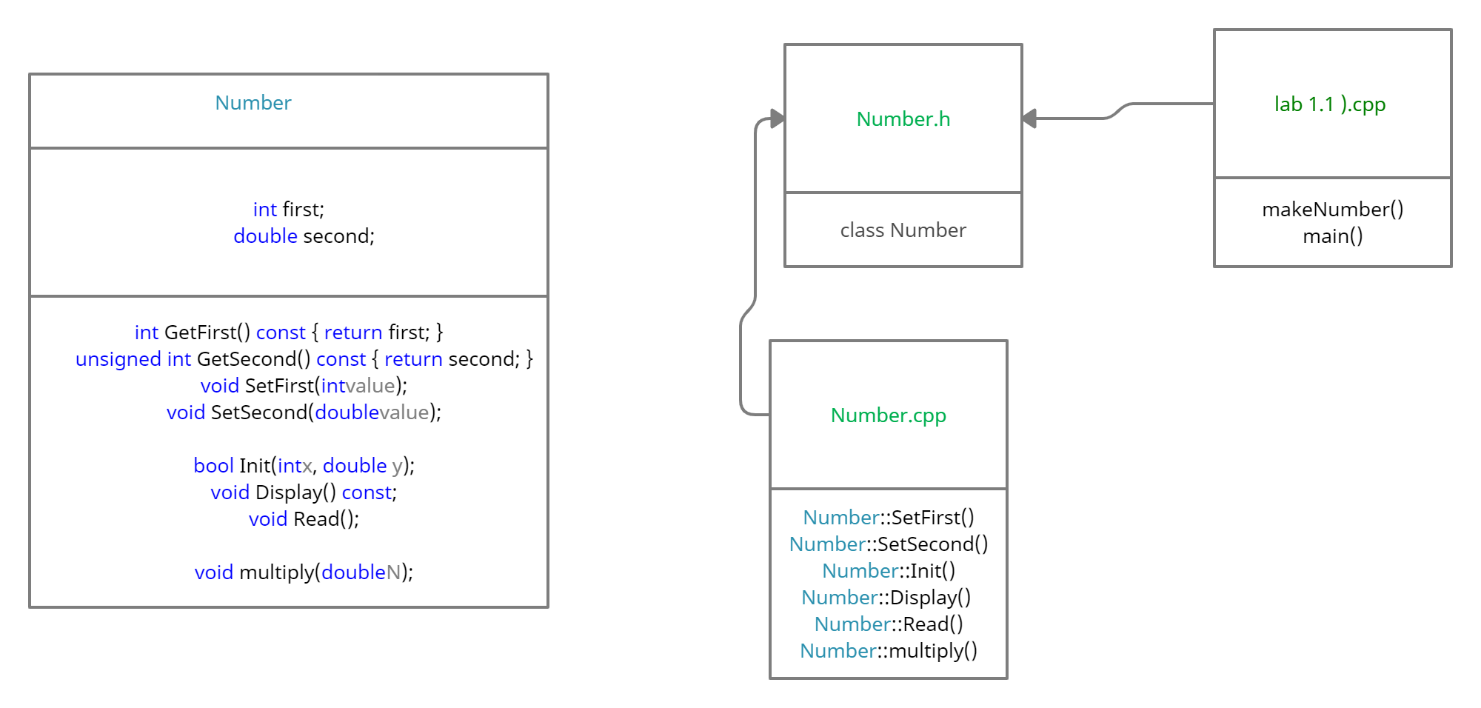 Number
int first;
double second;
int GetFirst() const { return first; }
unsigned int GetSecond() const { return second; }
void SetFirst(intvalue);
void SetSecond(doublevalue);
bool Init(intx, double y);
void Display() const;
void Read();
void multiply(doubleN);
Number.h
class Number
lab 1.1 ).cpp
makeNumber()
main()
Number.cpp
Number::SetFirst()
Number::SetSecond()
Number::Init()
Number::Display()
Number::Read()
Number::multiply()